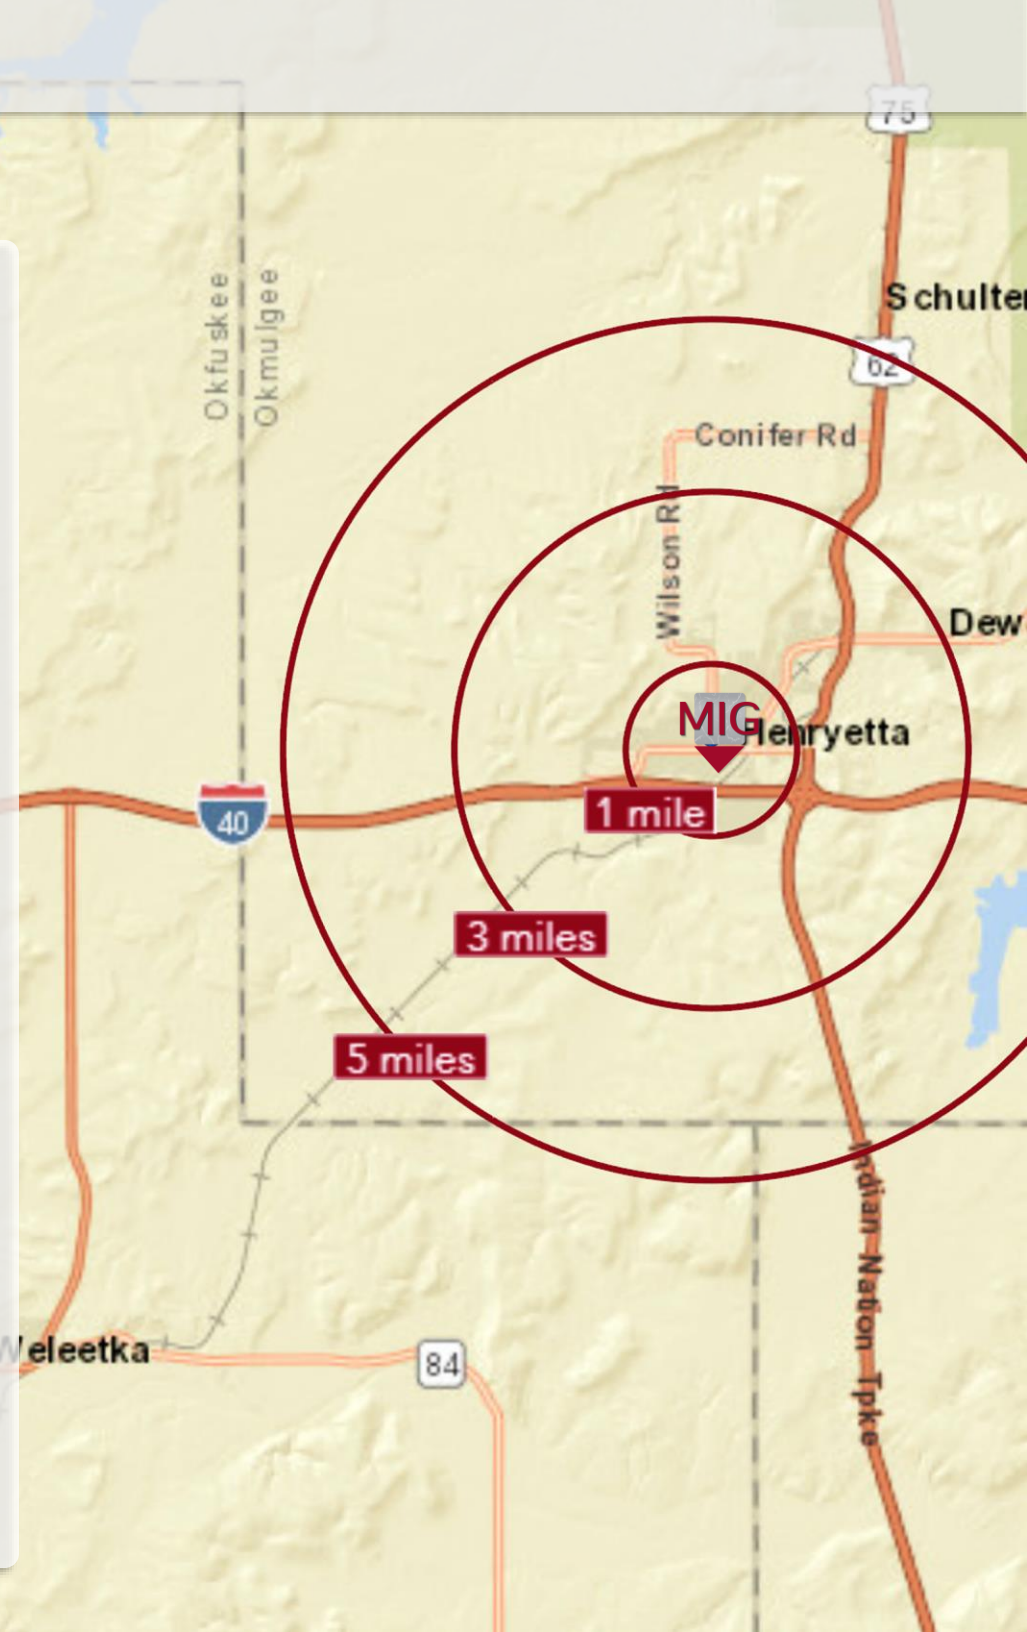 75
Okfuskee
Okmulgee
Schulter
62
Conifer Rd
Wilson Rd
Dew
MIG
Henryetta
40
1 mile
3 miles
5 miles
Indian Nation Tpke
Weleetka
84